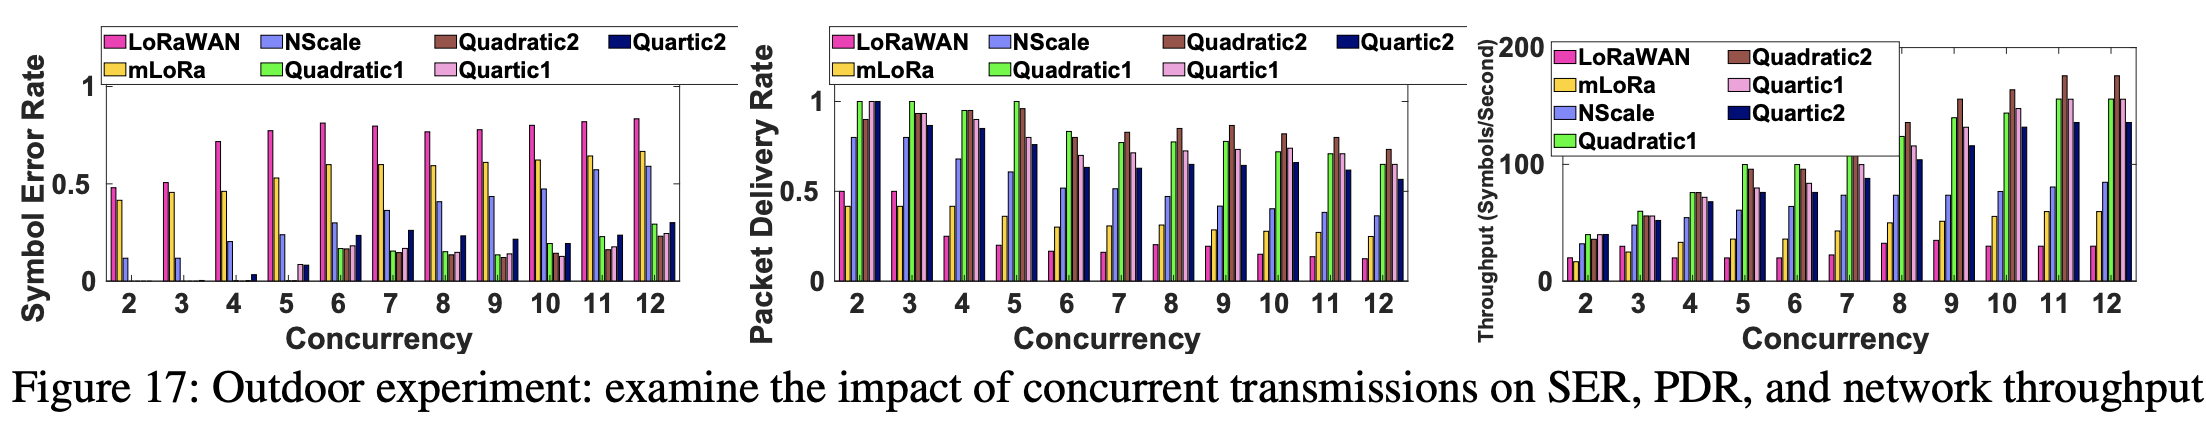 LoRaWAN NScale Quadratic2 Quartic2
mLoRa Quadratic1 Quartic1
Symbol Error Rate
1
0.5
0
2 3 4 5 6 7 8 9 10 11 12
Concurrency
LoRaWAN NScale Quadratic2 Quartic2
mLoRa Quadratic1 Quartic1
Packet Delivery Rate
1
0.5
0
2 3 4 5 6 7 8 9 10 11 12
Concurrency
LoRaWAN Quadratic2
mLoRa Quartic1
NScale Quartic2
Quadratic1
Throughput (Symbols/Second)
200
100
0
2 3 4 5 6 7 8 9 10 11 12
Concurrency
Figure 17: Outdoor experiment: examine the impact of concurrent transmissions on SER, PDR, and network throughput